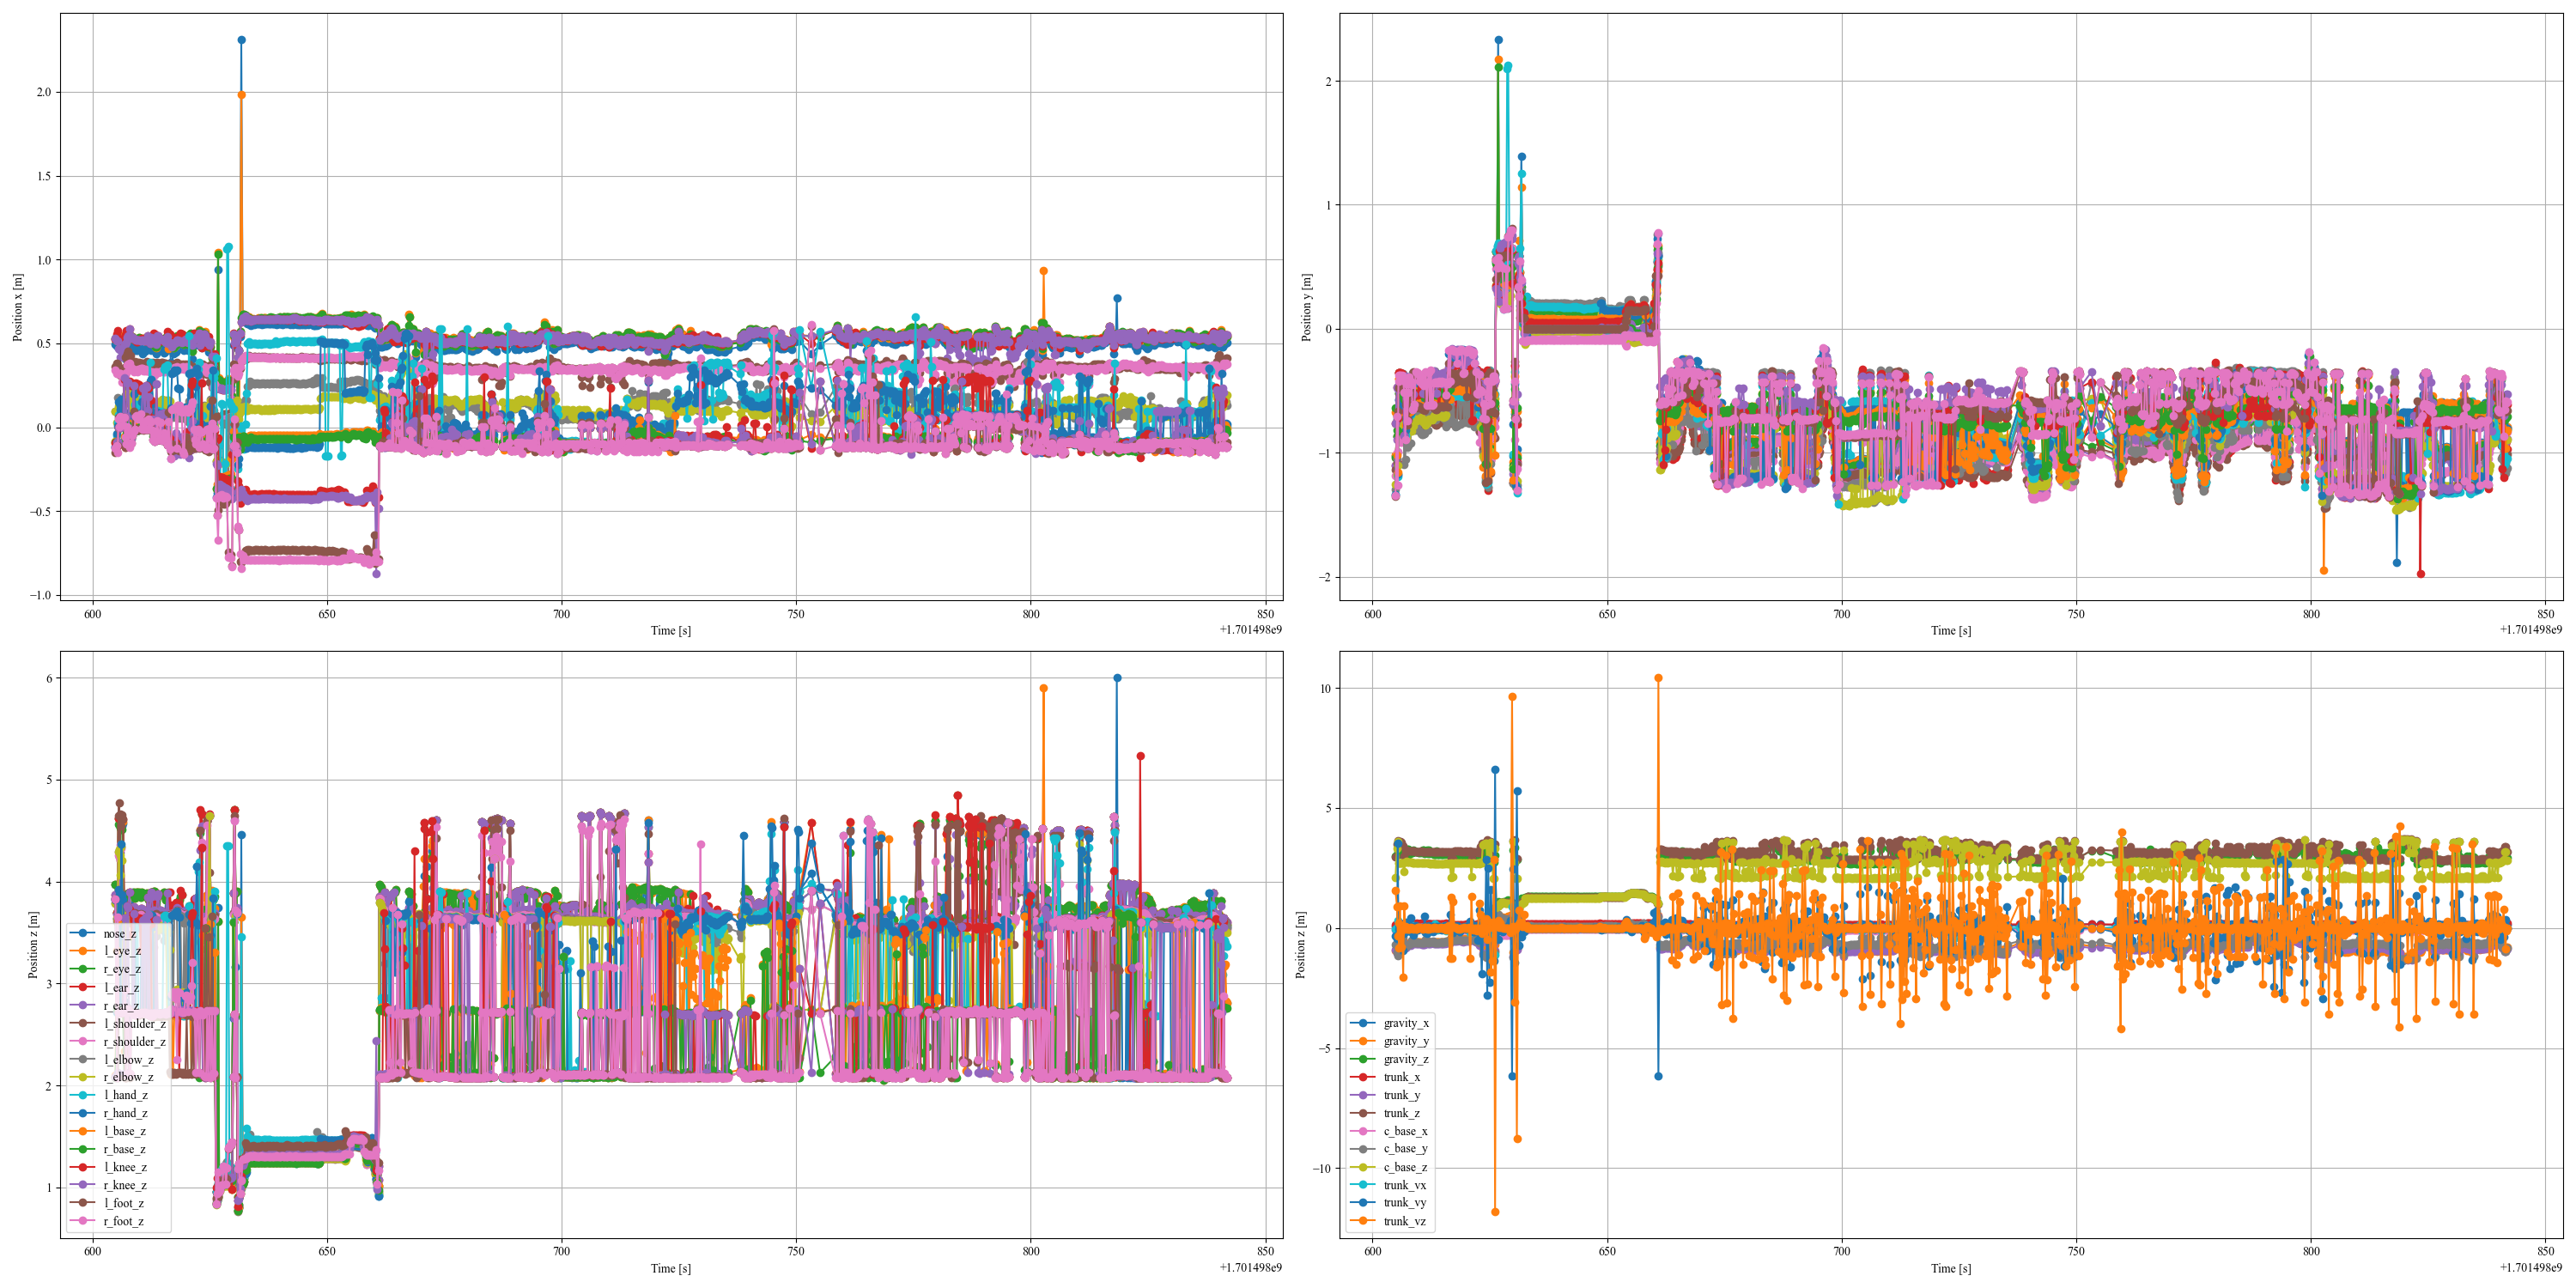 2.0
1.5
1.0
0.5
0.0
−0.5
−1.0
Position x [m]
600
650
700
750
800
850
Time [s]
+1.701498e9
2
1
0
−1
−2
Position y [m]
600
650
700
750
800
850
Time [s]
+1.701498e9
6
5
4
3
2
1
Position z [m]
nose_z
l_eye_z
r_eye_z
l_ear_z
r_ear_z
l_shoulder_z
r_shoulder_z
l_elbow_z
r_elbow_z
l_hand_z
r_hand_z
l_base_z
r_base_z
l_knee_z
r_knee_z
l_foot_z
r_foot_z
600
650
700
750
800
850
Time [s]
+1.701498e9
10
5
0
−5
−10
Position z [m]
gravity_x
gravity_y
gravity_z
trunk_x
trunk_y
trunk_z
c_base_x
c_base_y
c_base_z
trunk_vx
trunk_vy
trunk_vz
600
650
700
750
800
850
Time [s]
+1.701498e9